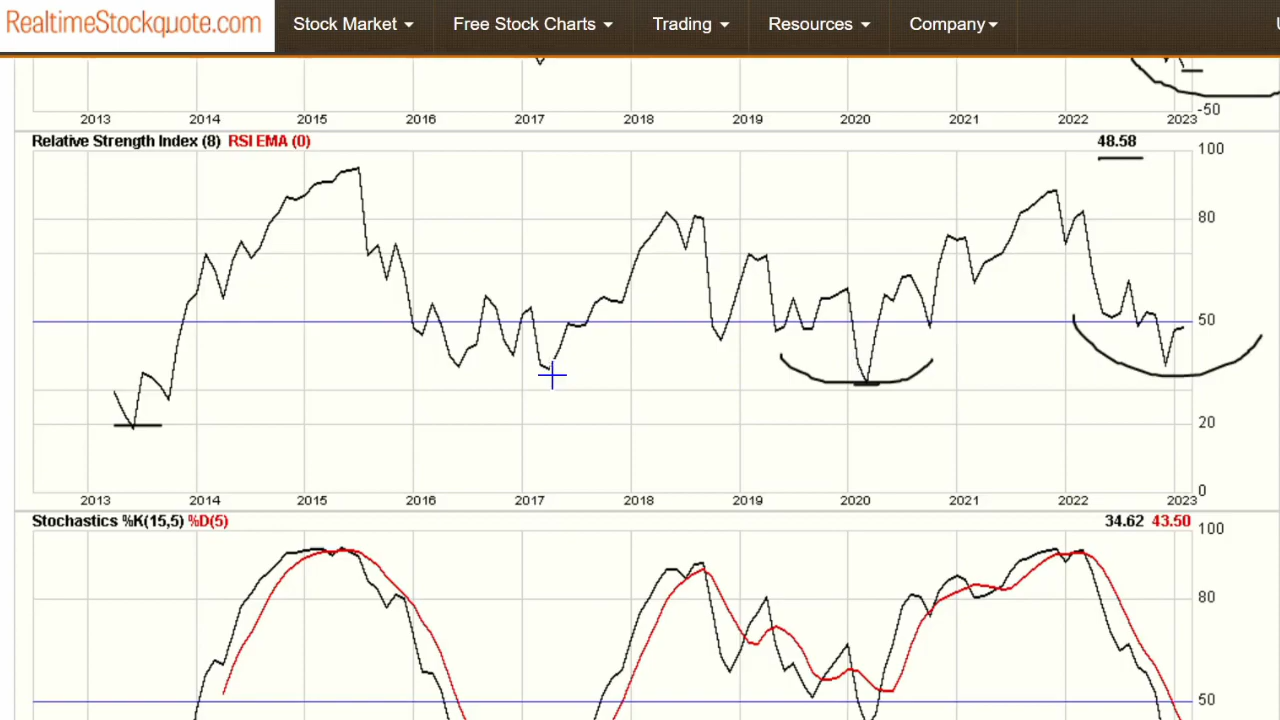 RealtimeStockquote.com Stock Market Free Stock Charts Trading Resources Company U
-50
2013 2014 2015 2016 2017 2018 2019 2020 2021 2022 2023
Relative Strength Index (8) RSI EMA (0) 48.58
100
80
50
20
0
2013 2014 2015 2016 2017 2018 2019 2020 2021 2022 2023
Stochastics %K(15,5) %D(5) 34.62 43.50
100
80
50